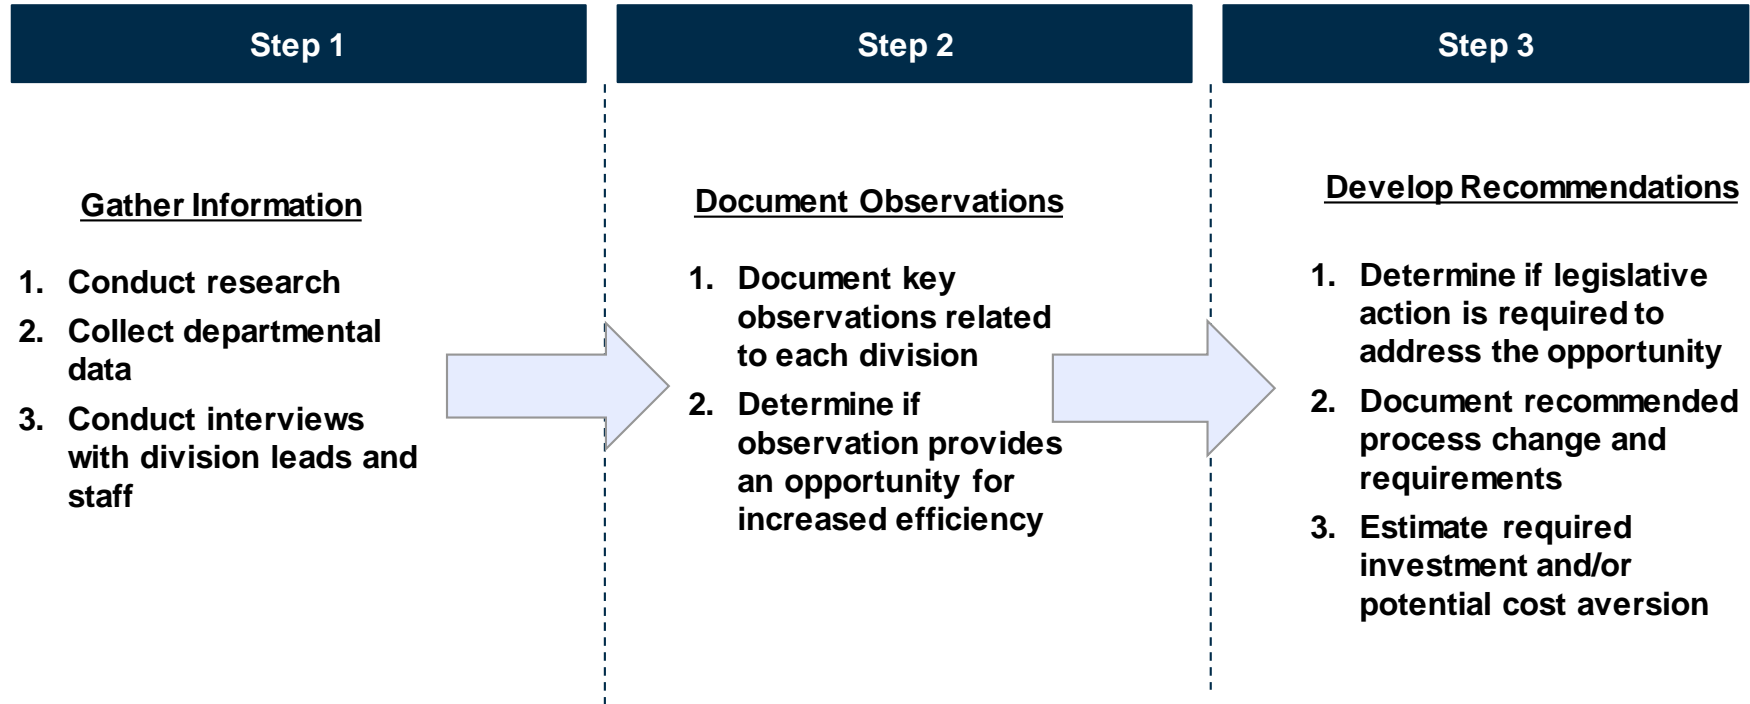 Step 1
Step 2
Step 3
Gather Information
1. Conduct research
2. Collect departmental
data
3. Conduct interviews
with division leads and
staff
Document Observations
1. Document key
observations related
to each division
2. Determine if
observation provides
an opportunity for
increased efficiency
Develop Recommendations
1. Determine if legislative
action is required to
address the opportunity
2. Document recommended
process change and
requirements
3. Estimate required
investment and/or
potential cost aversion